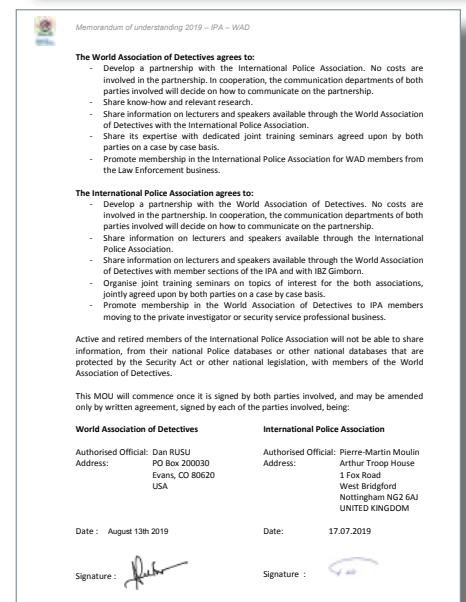 Memorandum of understanding 2019 – IPA – WAD
The World Association of Detectives agrees to:
- Develop a partnership with the International Police Association. No costs are
involved in the partnership. In cooperation, the communication departments of both
parties involved will decide on how to communicate on the partnership.
- Share know-how and relevant research.
- Share information on lecturers and speakers available through the World Association
of Detectives with the International Police Association.
- Share its expertise with dedicated joint training seminars agreed upon by both
parties on a case by case basis.
- Promote membership in the International Police Association for WAD members from
the Law Enforcement business.
The International Police Association agrees to:
- Develop a partnership with the World Association of Detectives. No costs are
involved in the partnership. In cooperation, the communication departments of both
parties involved will decide on how to communicate on the partnership.
- Share information on lecturers and speakers available through the International
Police Association.
- Share information on lecturers and speakers available through the World Association
of Detectives with member sections of the IPA and with IBZ Gimborn.
- Organise joint training seminars on topics of interest for the both associations,
jointly agreed upon by both parties on a case by case basis.
- Promote membership in the World Association of Detectives to IPA members
moving to the private investigator or security service professional business.
Active and retired members of the International Police Association will not be able to share
information, from their national Police databases or other national databases that are
protected by the Security Act or other national legislation, with members of the World
Association of Detectives.
This MOU will commence once it is signed by both parties involved, and may be amended
only by written agreement, signed by each of the parties involved, being:
World Association of Detectives International Police Association
Authorised Official: Dan RUSU Authorised Official: Pierre-Martin Moulin
Address: PO Box 200030 Address: Arthur Troop House
Evans, CO 80620 1 Fox Road
USA West Bridgford
Nottingham NG2 6AJ
UNITED KINGDOM
Date : August 13th 2019 Date: 17.07.2019
Signature : Signature :